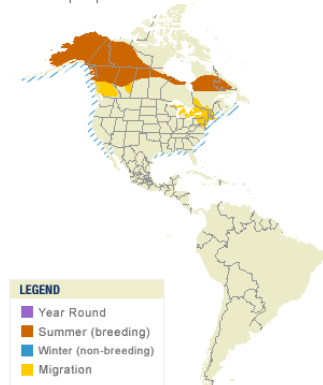 LEGEND
Year Round
Summer (breeding)
Winter (non-breeding)
Migration